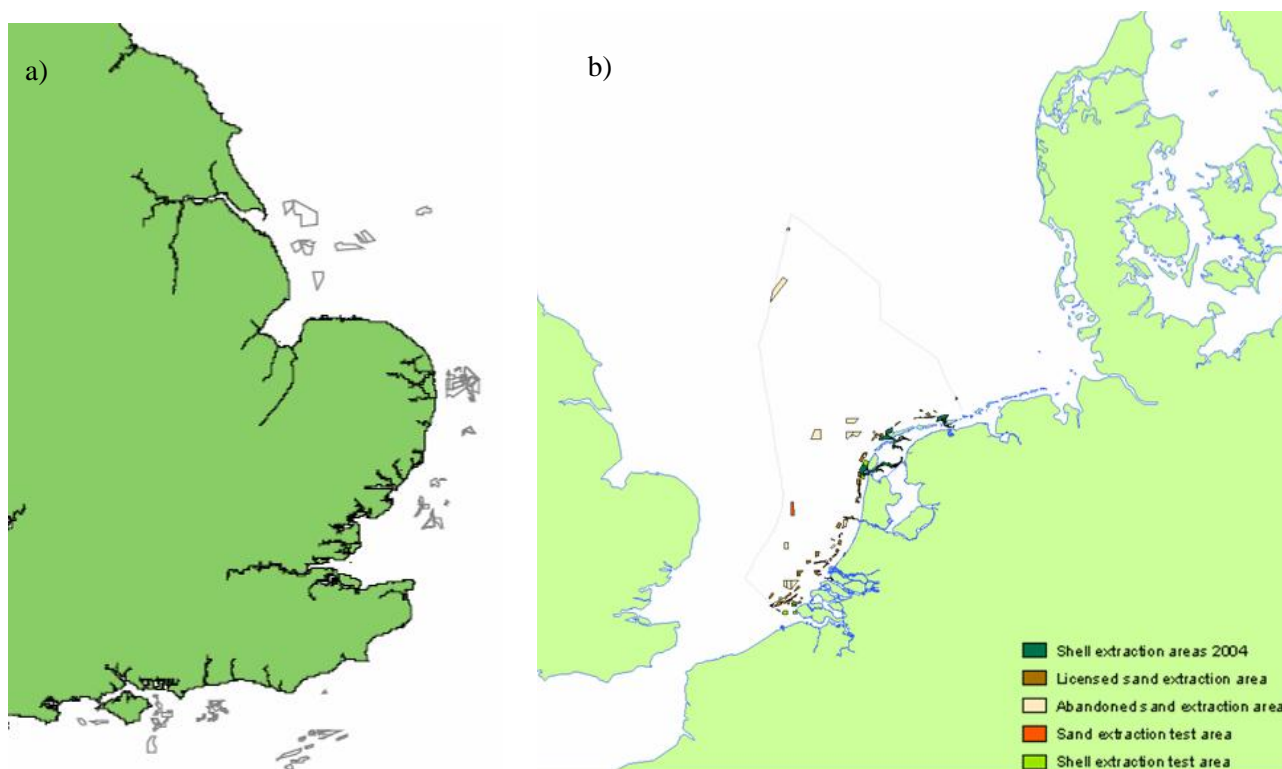 a)
b)
Shell extraction areas 2004
Licensed sand extraction area
Abandoned sand extraction area
Sand extraction test area
Shell extraction test area